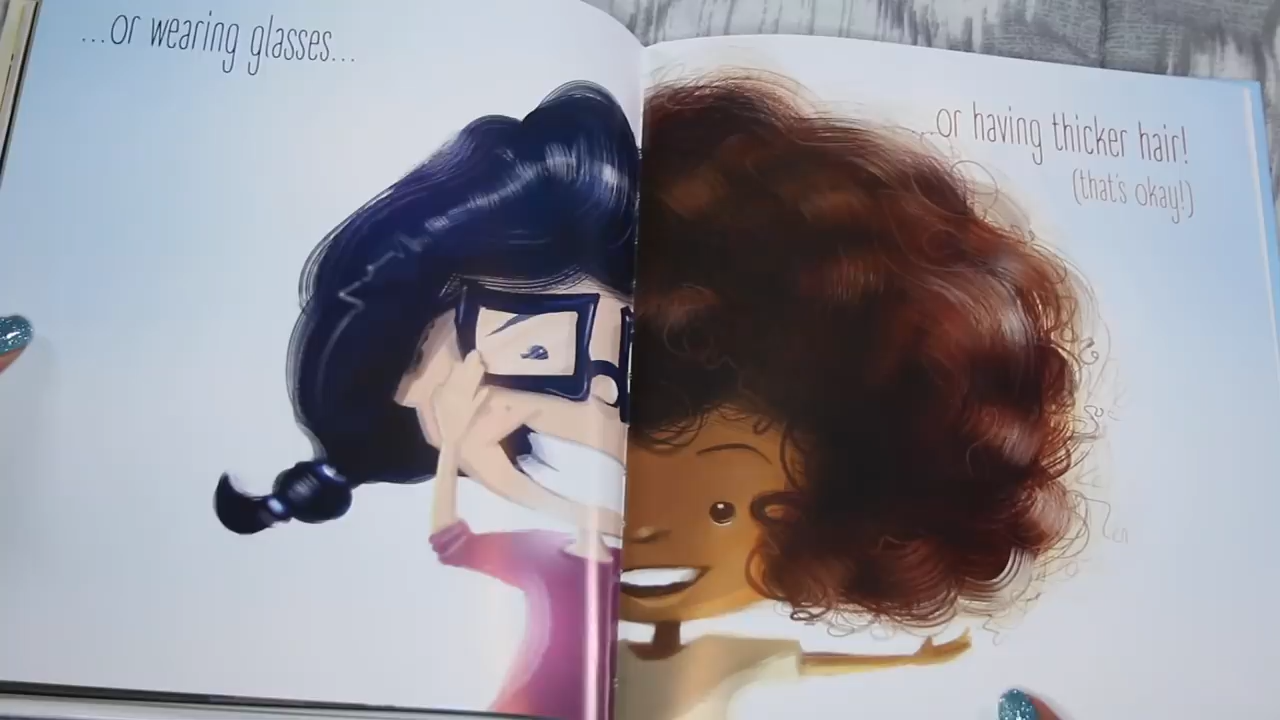 ...or wearing glasses...
...or having thicker hair!
(that's okay!)